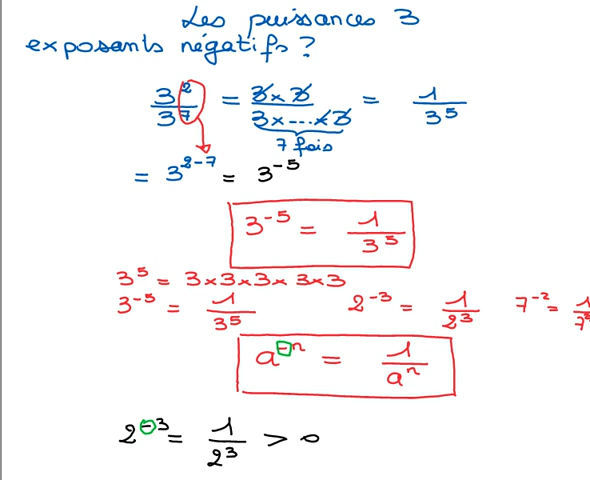 Les puissances 3
exposants négatifs ?
3²/3⁷ = 3 × 3 / 3 × ... × 3 = 1/3⁵
7 fois
= 3²⁻⁷ = 3⁻⁵
3⁻⁵ = 1/3⁵
3⁵ = 3 × 3 × 3 × 3 × 3
3⁻⁵ = 1/3⁵ 2⁻³ = 1/2³ 7⁻² = 1/7²
a⁻ⁿ = 1/aⁿ
2⁻³ = 1/2³ > 0